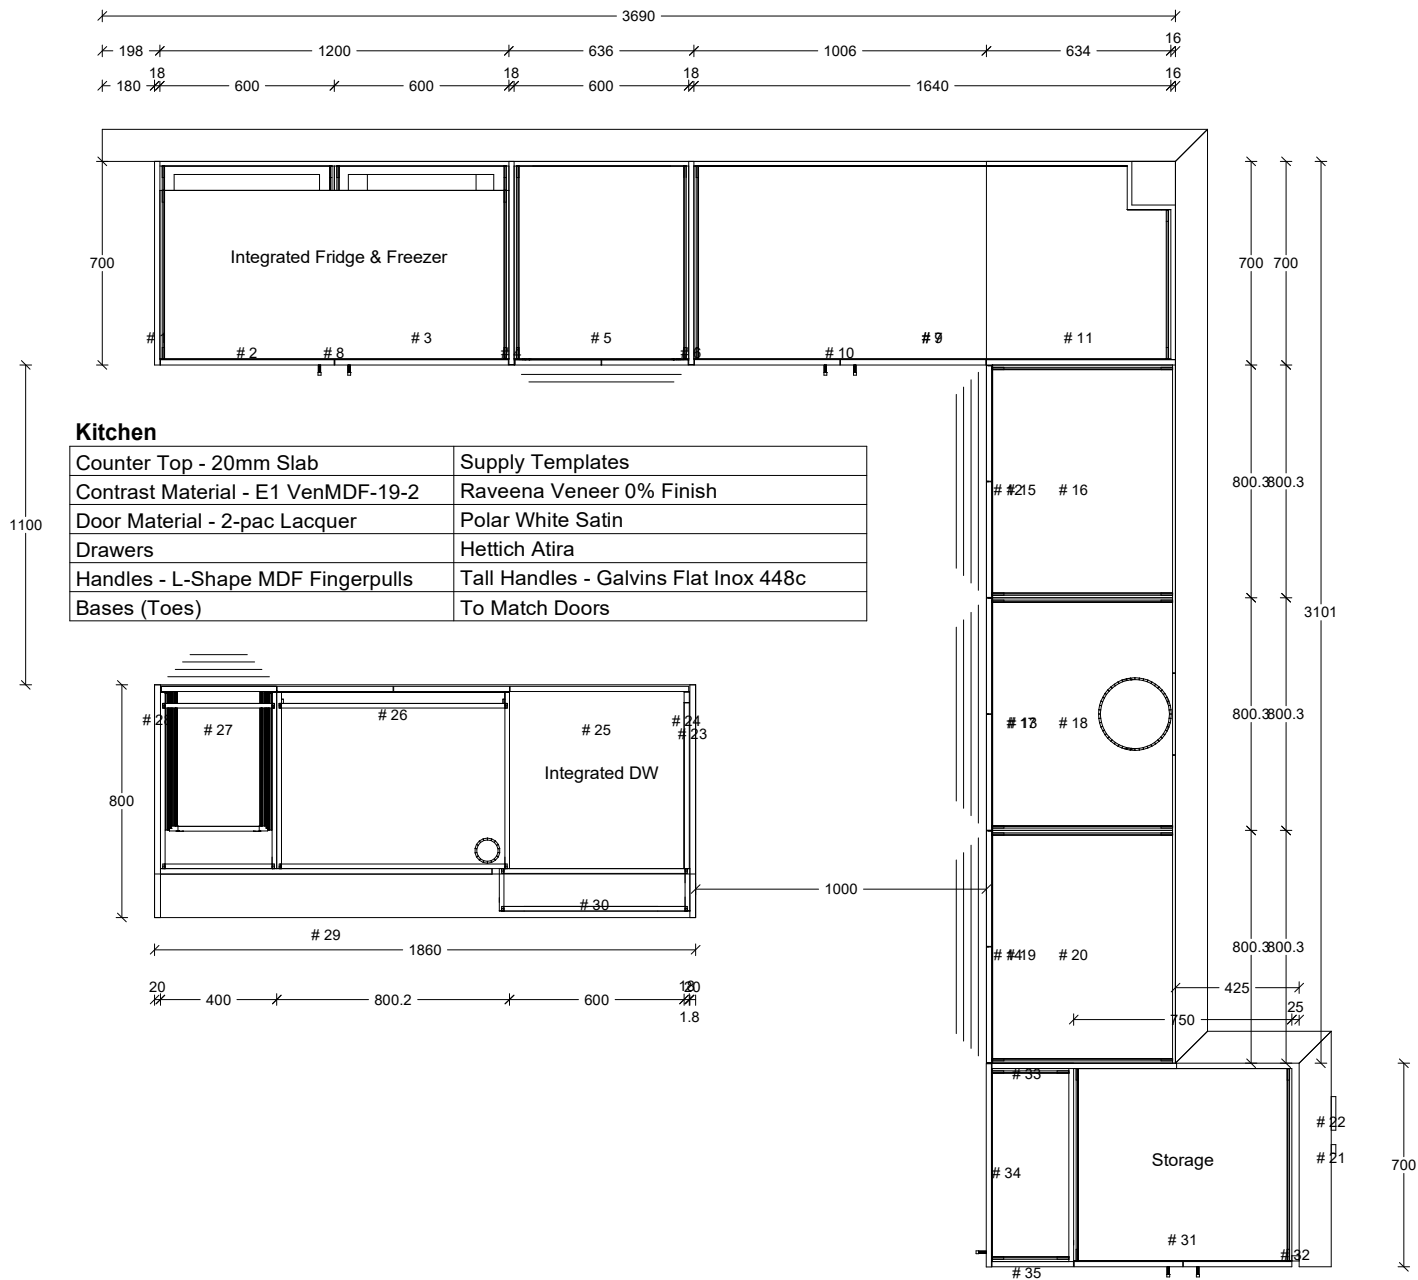 3690
198 1200 636 1006 634 16
180 18 600 600 18 600 18 1640 16
700
Integrated Fridge & Freezer
700 700
# 3 # 5 # 11
# 2 # 8 # 10
Kitchen
Counter Top - 20mm Slab Supply Templates
Contrast Material - E1 VenMDF-19-2 Raveena Veneer 0% Finish
Door Material - 2-pac Lacquer Polar White Satin
Drawers Hettich Atira
Handles - L-Shape MDF Fingerpulls Tall Handles - Galvins Flat Inox 448c
Bases (Toes) To Match Doors
1100
# 16
800.3 800.3
3101
# 26
# 27 # 25 # 24
# 23
# 18
800.3 800.3
Integrated DW
800
1000
# 30
# 29
1860
# 20
800.3 800.3
425
20 400 800.2 600 18 20
1.8
750 25
# 33
# 22
# 21
Storage
700
# 34
# 31
# 32
# 35